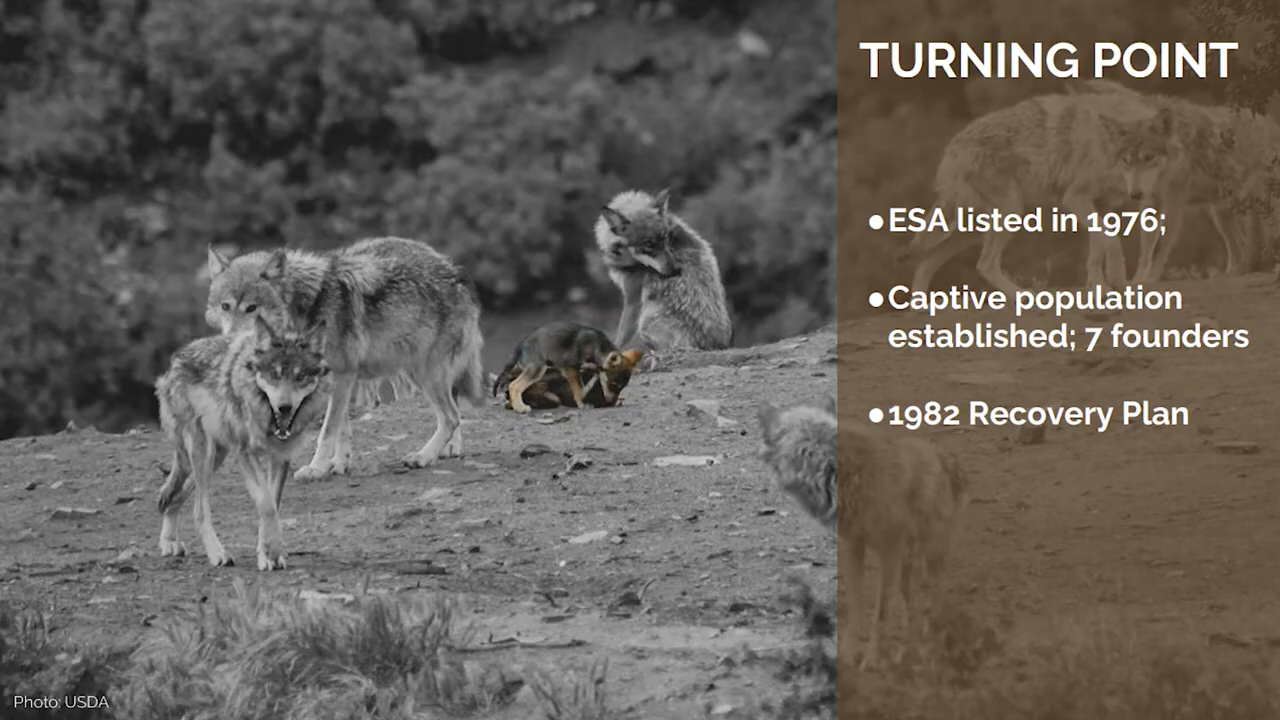 TURNING POINT
●ESA listed in 1976;
●Captive population
established; 7 founders
●1982 Recovery Plan
Photo: USDA